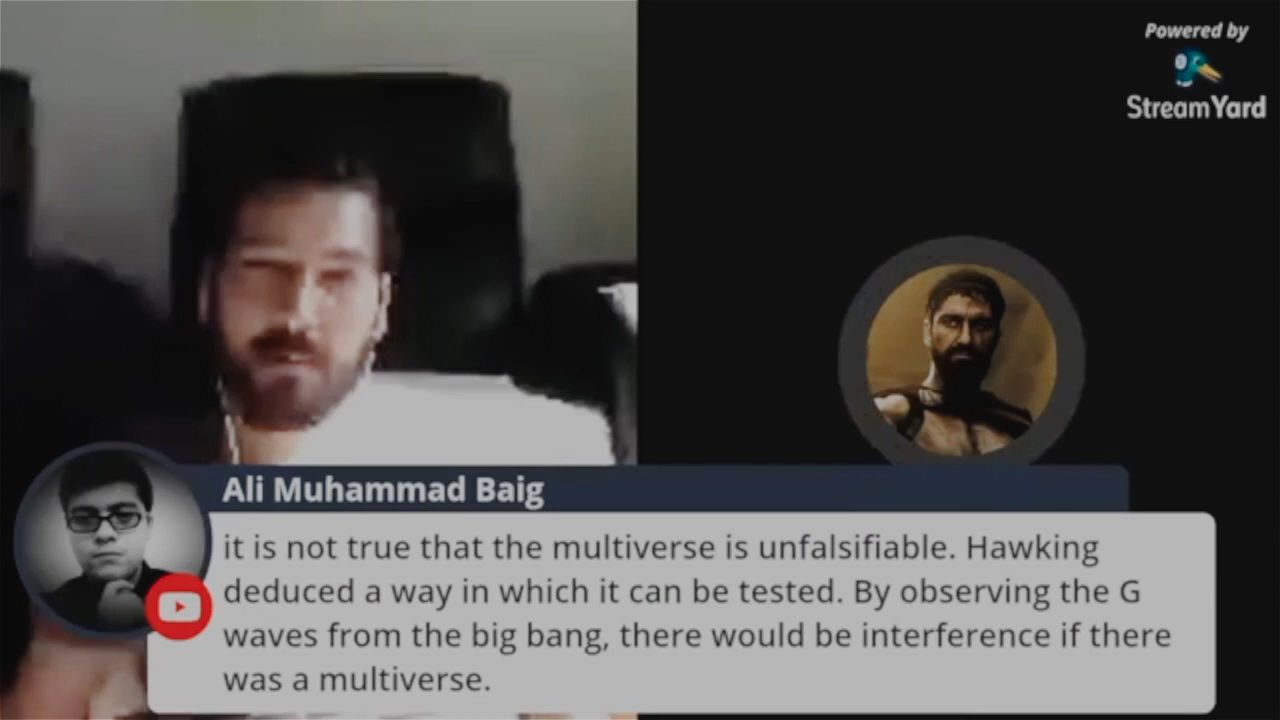 Powered by
StreamYard
Ali Muhammad Baig
it is not true that the multiverse is unfalsifiable. Hawking
deduced a way in which it can be tested. By observing the G
waves from the big bang, there would be interference if there
was a multiverse.